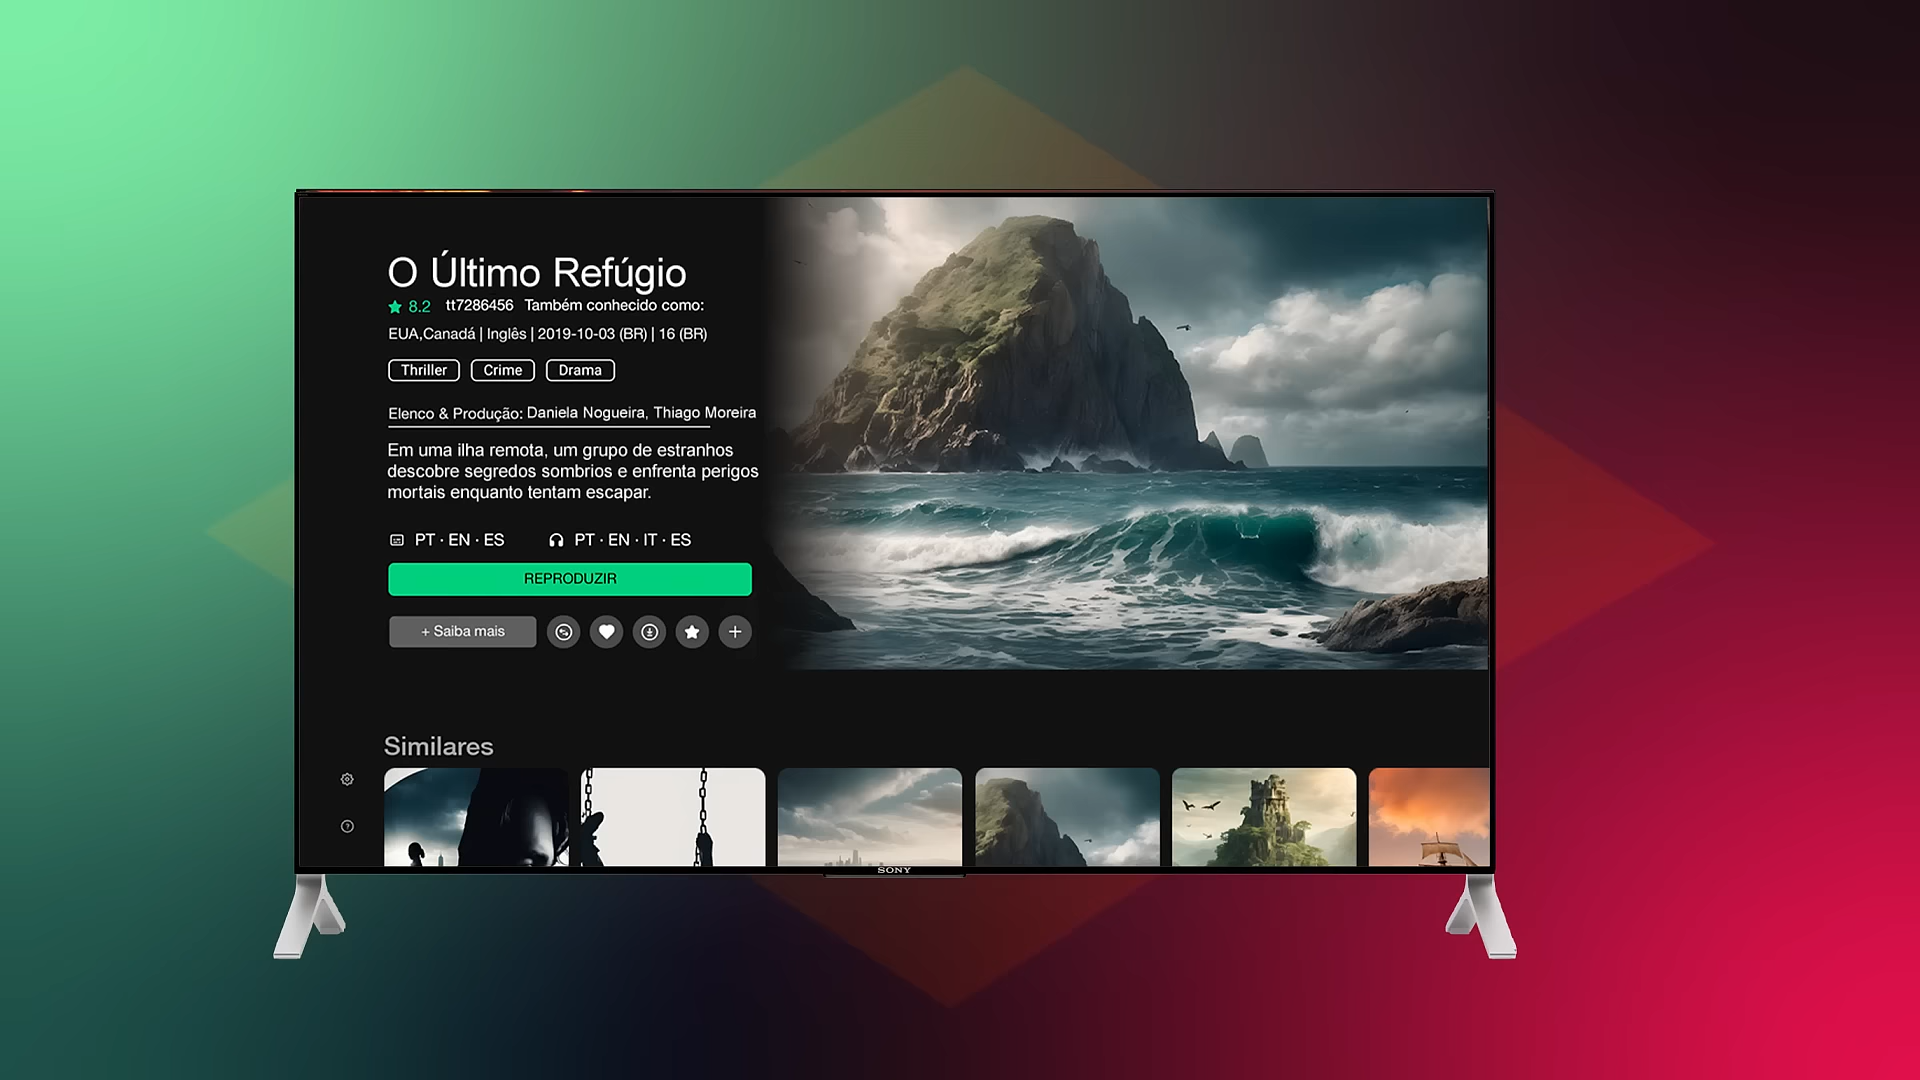 O Último Refúgio
8.2 tt7286456 Também conhecido como:
EUA,Canadá | Inglês | 2019-10-03 (BR) | 16 (BR)
Thriller Crime Drama
Elenco & Produção: Daniela Nogueira, Thiago Moreira
Em uma ilha remota, um grupo de estranhos
descobre segredos sombrios e enfrenta perigos
mortais enquanto tentam escapar.
PT · EN · ES PT · EN · IT · ES
REPRODUZIR
+ Saiba mais
Similares
SONY